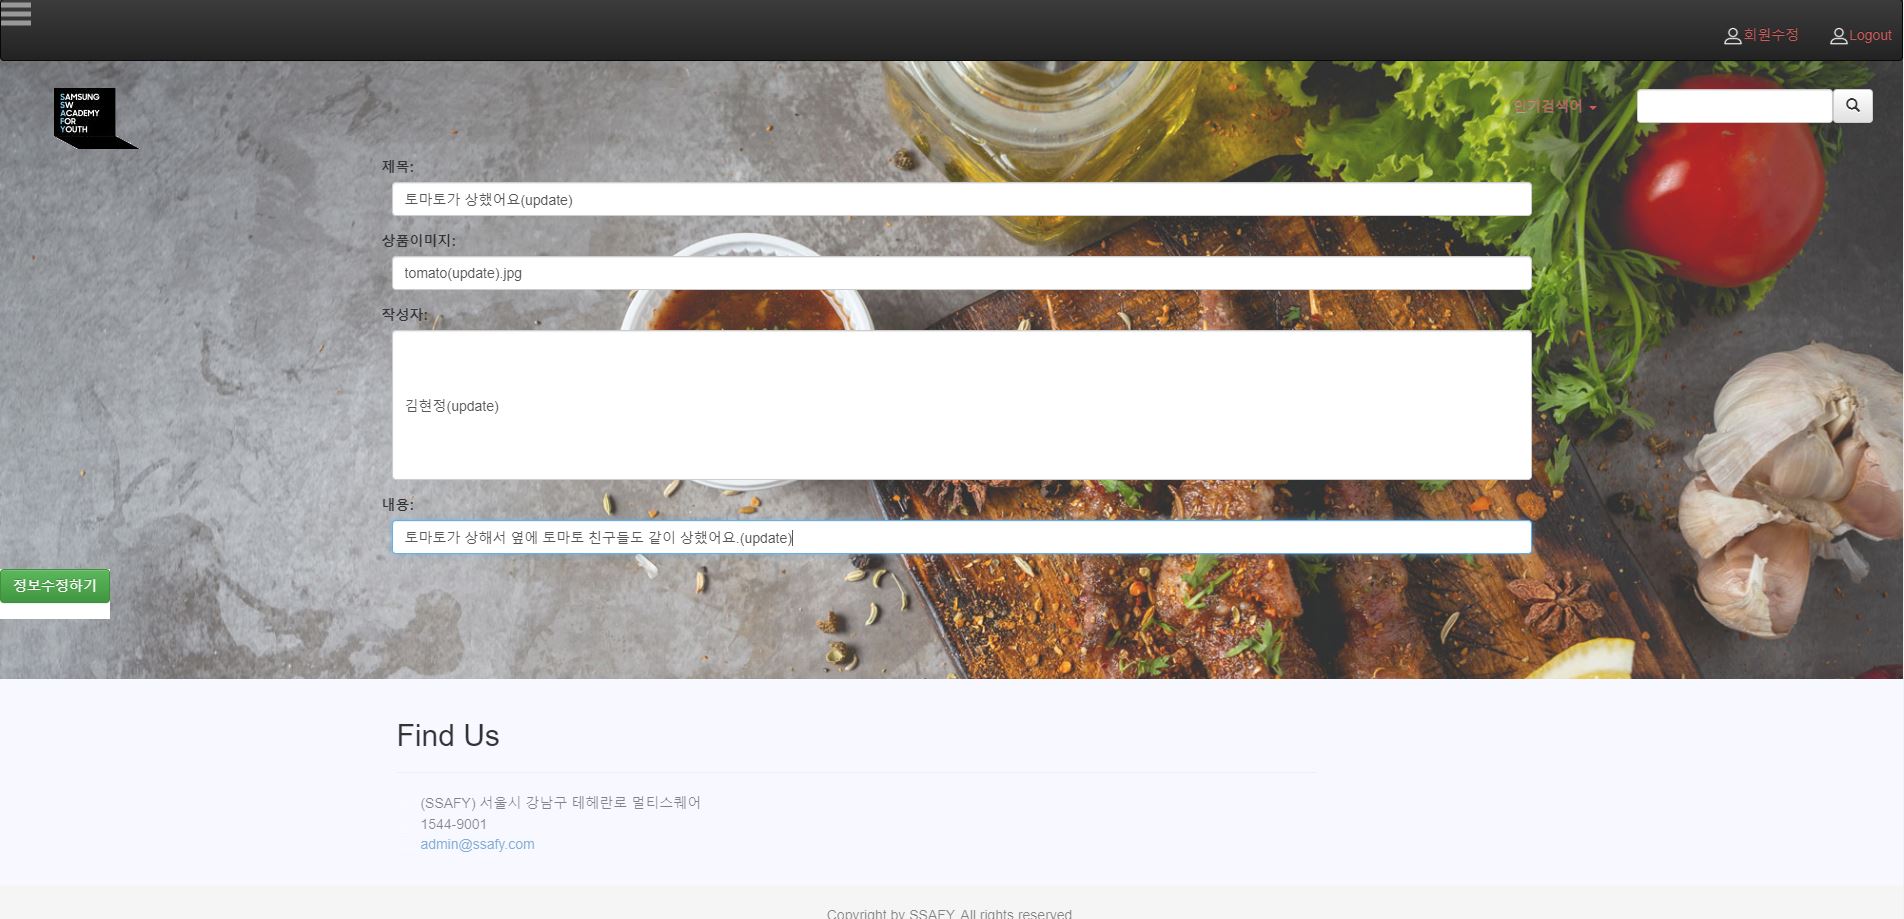 회원수정
Logout
SAMSUNG
SW
ACADEMY
FOR
YOUTH
인기검색어
제목:
토마토가 상했어요(update)
상품이미지:
tomato(update).jpg
작성자:
김현정(update)
내용:
토마토가 상해서 옆에 토마토 친구들도 같이 상했어요.(update)
정보수정하기
Find Us
(SSAFY) 서울시 강남구 테헤란로 멀티스퀘어
1544-9001
admin@ssafy.com
Copyright by SSAFY. All rights reserved.